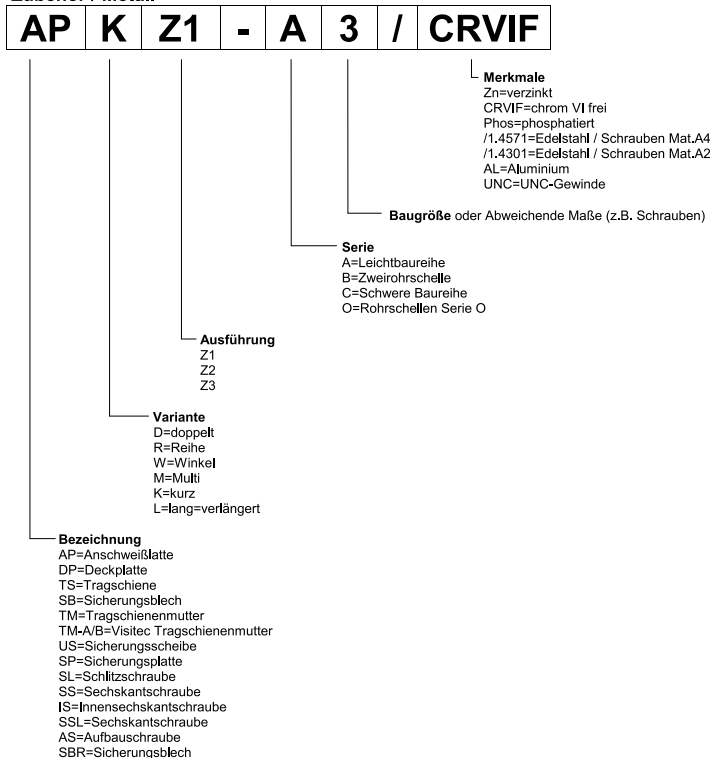 AP K Z1 - A 3 / CRVIF
Merkmale
Zn=verzinkt
CRVIF=chrom VI frei
Phos=phosphatiert
/1.4571=Edelstahl / Schrauben Mat.A4
/1.4301=Edelstahl / Schrauben Mat.A2
AL=Aluminium
UNC=UNC-Gewinde
Baugröße oder Abweichende Maße (z.B. Schrauben)
Serie
A=Leichtbaureihe
B=Zweirohrschelle
C=Schwere Baureihe
O=Rohrschellen Serie O
Ausführung
Z1
Z2
Z3
Variante
D=doppelt
R=Reihe
W=Winkel
M=Multi
K=kurz
L=lang=verlängert
Bezeichnung
AP=Anschweißlatte
DP=Deckplatte
TS=Tragschiene
SB=Sicherungsblech
TM=Tragschienenmutter
TM-A/B=Visitec Tragschienenmutter
US=Sicherungsscheibe
SP=Sicherungsplatte
SL=Schlitzschraube
SS=Sechskantschraube
IS=Innensechskantschraube
SSL=Sechskantschraube
AS=Aufbauschraube
SBR=Sicherungsblech